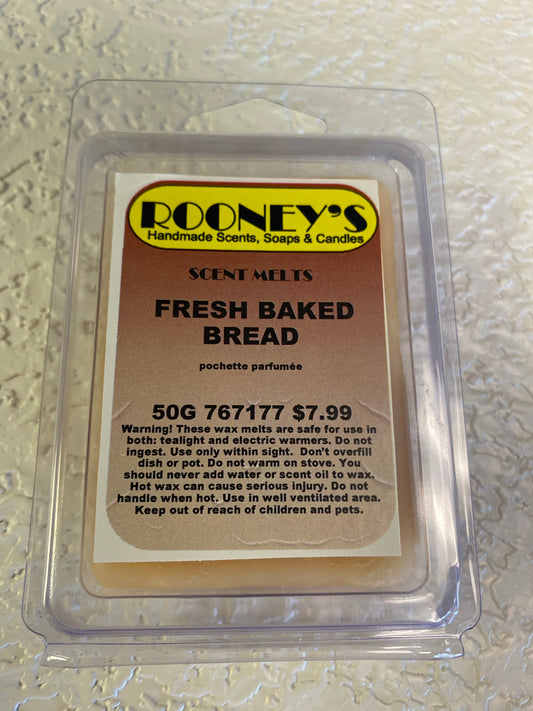 ROONEY'S
Handmade Scents, Soaps & Candles
SCENT MELTS
FRESH BAKED
BREAD
pochette parfumée
50G 767177 $7.99
Warning! These wax melts are safe for use in
both: tealight and electric warmers. Do not
ingest. Use only within sight. Don't overfill
dish or pot. Do not warm on stove. You
should never add water or scent oil to wax.
Hot wax can cause serious injury. Do not
handle when hot. Use in well ventilated area.
Keep out of reach of children and pets.